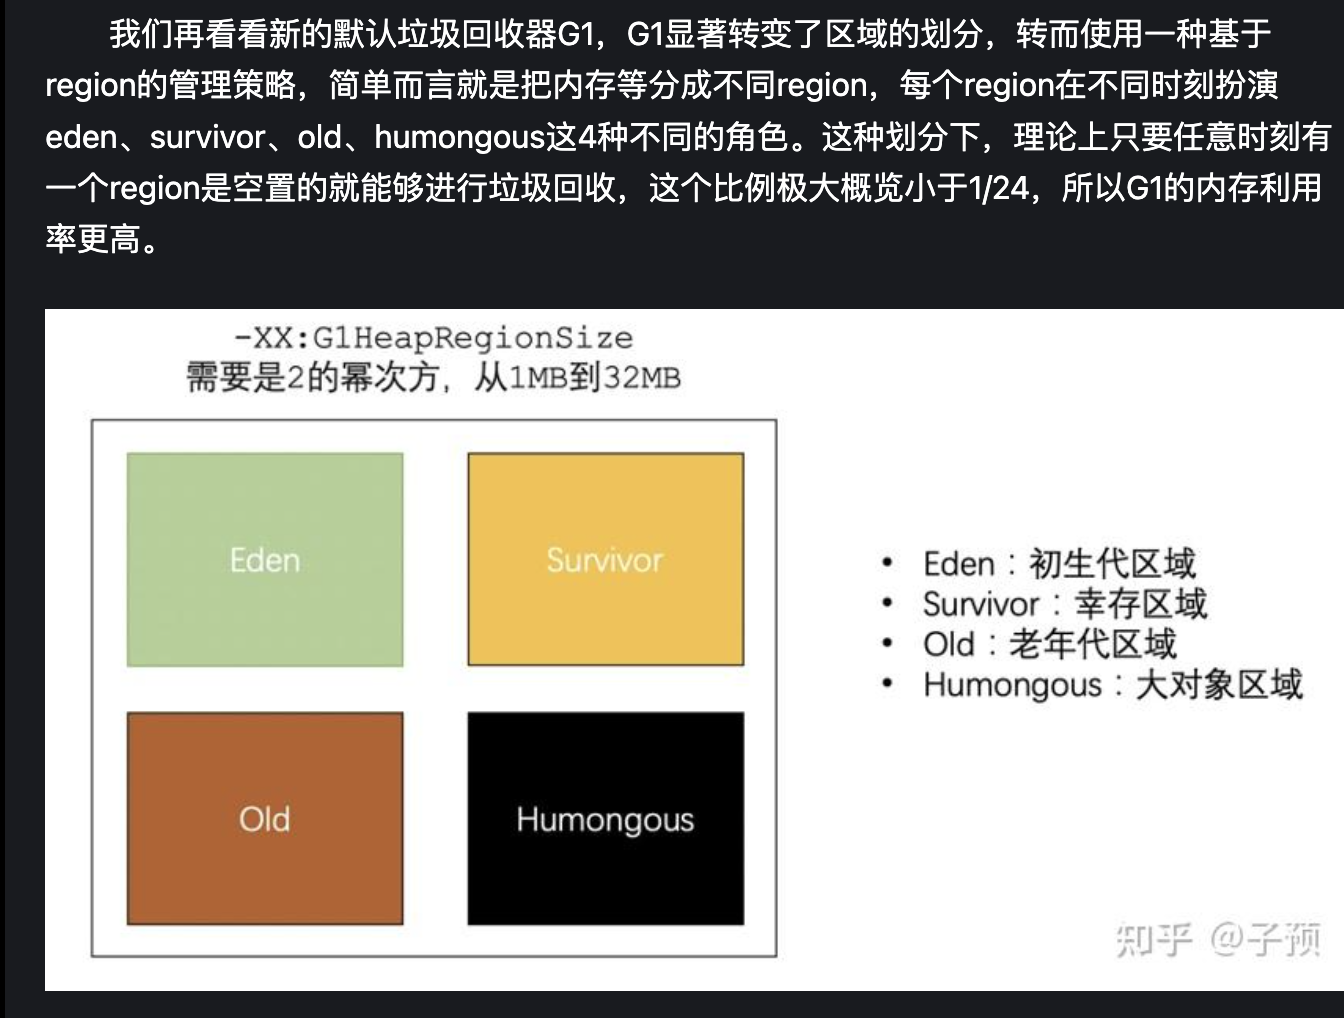 我们再看看新的默认垃圾回收器G1，G1显著转变了区域的划分，转而使用一种基于
region的管理策略，简单而言就是把内存等分成不同region，每个region在不同时刻扮演
eden、survivor、old、humongous这4种不同的角色。这种划分下，理论上只要任意时刻有
一个region是空置的就能够进行垃圾回收，这个比例极大概览小于1/24，所以G1的内存利用
率更高。
-XX:G1HeapRegionSize
需要是2的幂次方，从1MB到32MB
Eden
Survivor
Old
Humongous
• Eden：初生代区域
• Survivor：幸存区域
• Old：老年代区域
• Humongous：大对象区域
知乎 @子预